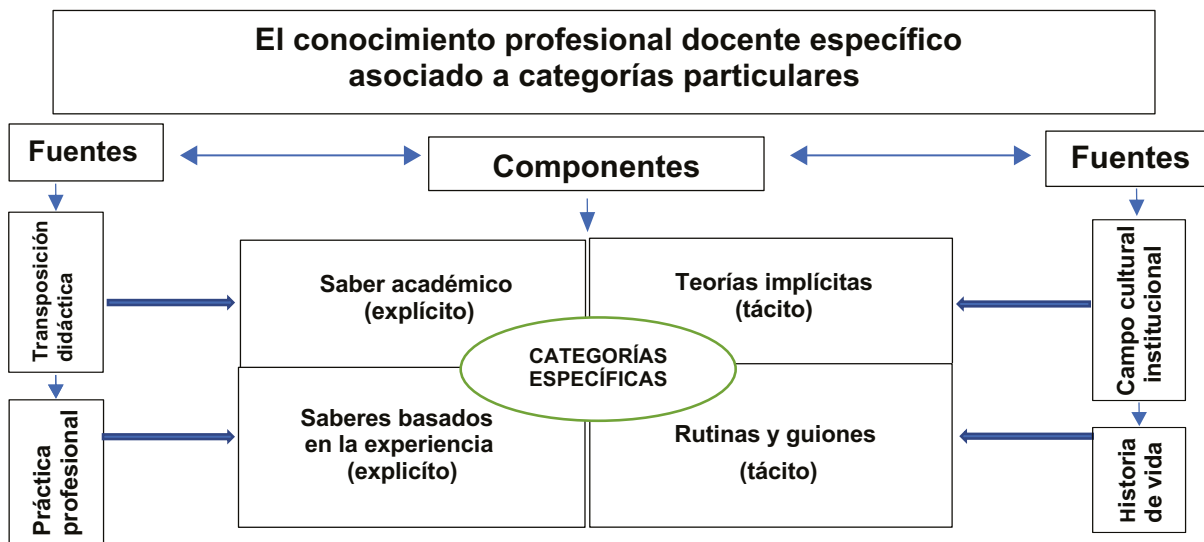 El conocimiento profesional docente específico
asociado a categorías particulares
Fuentes
Componentes
Fuentes
Transposición
didáctica
Saber académico
(explícito)
Teorías implícitas
(tácito)
Campo cultural
institucional
CATEGORÍAS
ESPECÍFICAS
Práctica
profesional
Saberes basados
en la experiencia
(explicíto)
Rutinas y guiones
(tácito)
Historia
de vida